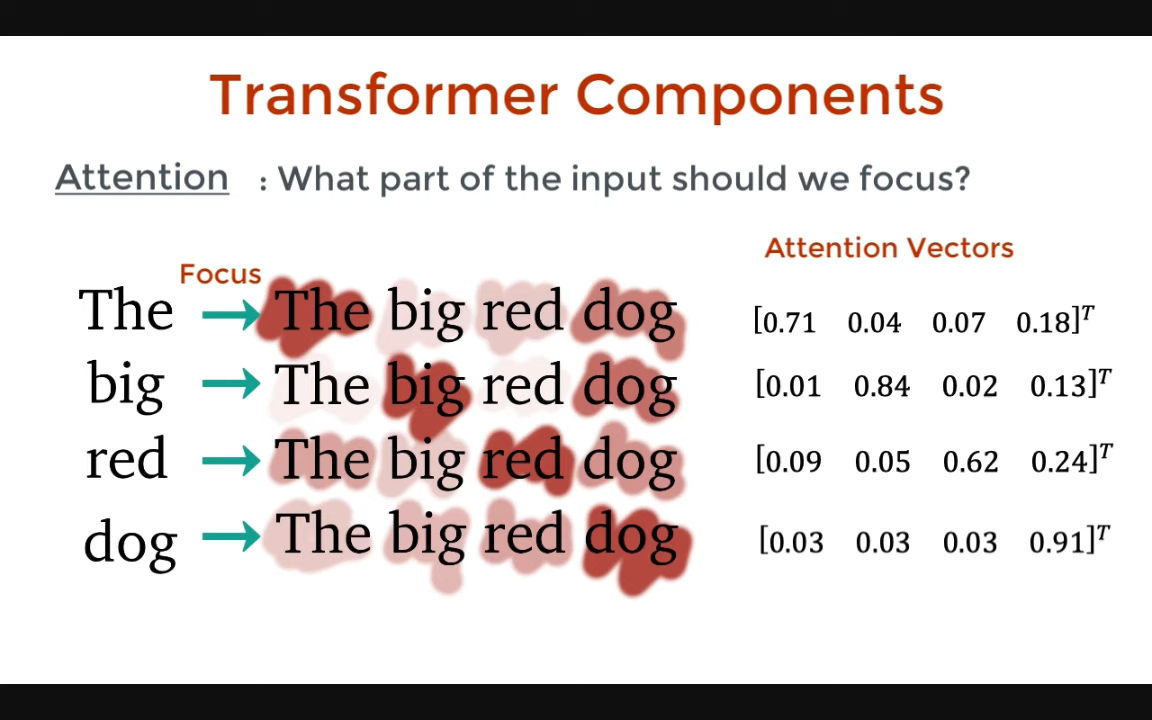 Transformer Components
Attention : What part of the input should we focus?
Attention Vectors
Focus
The → The big red dog [0.71 0.04 0.07 0.18]ᵀ
big → The big red dog [0.01 0.84 0.02 0.13]ᵀ
red → The big red dog [0.09 0.05 0.62 0.24]ᵀ
dog → The big red dog [0.03 0.03 0.03 0.91]ᵀ